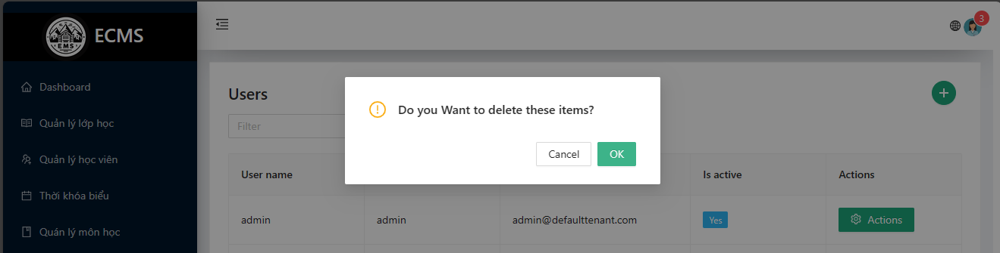 EMS
ECMS
3
Dashboard
Quản lý lớp học
Quản lý học viên
Thời khóa biểu
Quán lý môn học
Users
Filter
Do you Want to delete these items?
Cancel
OK
User name
Is active
Actions
admin
admin
admin@defaulttenant.com
Yes
Actions